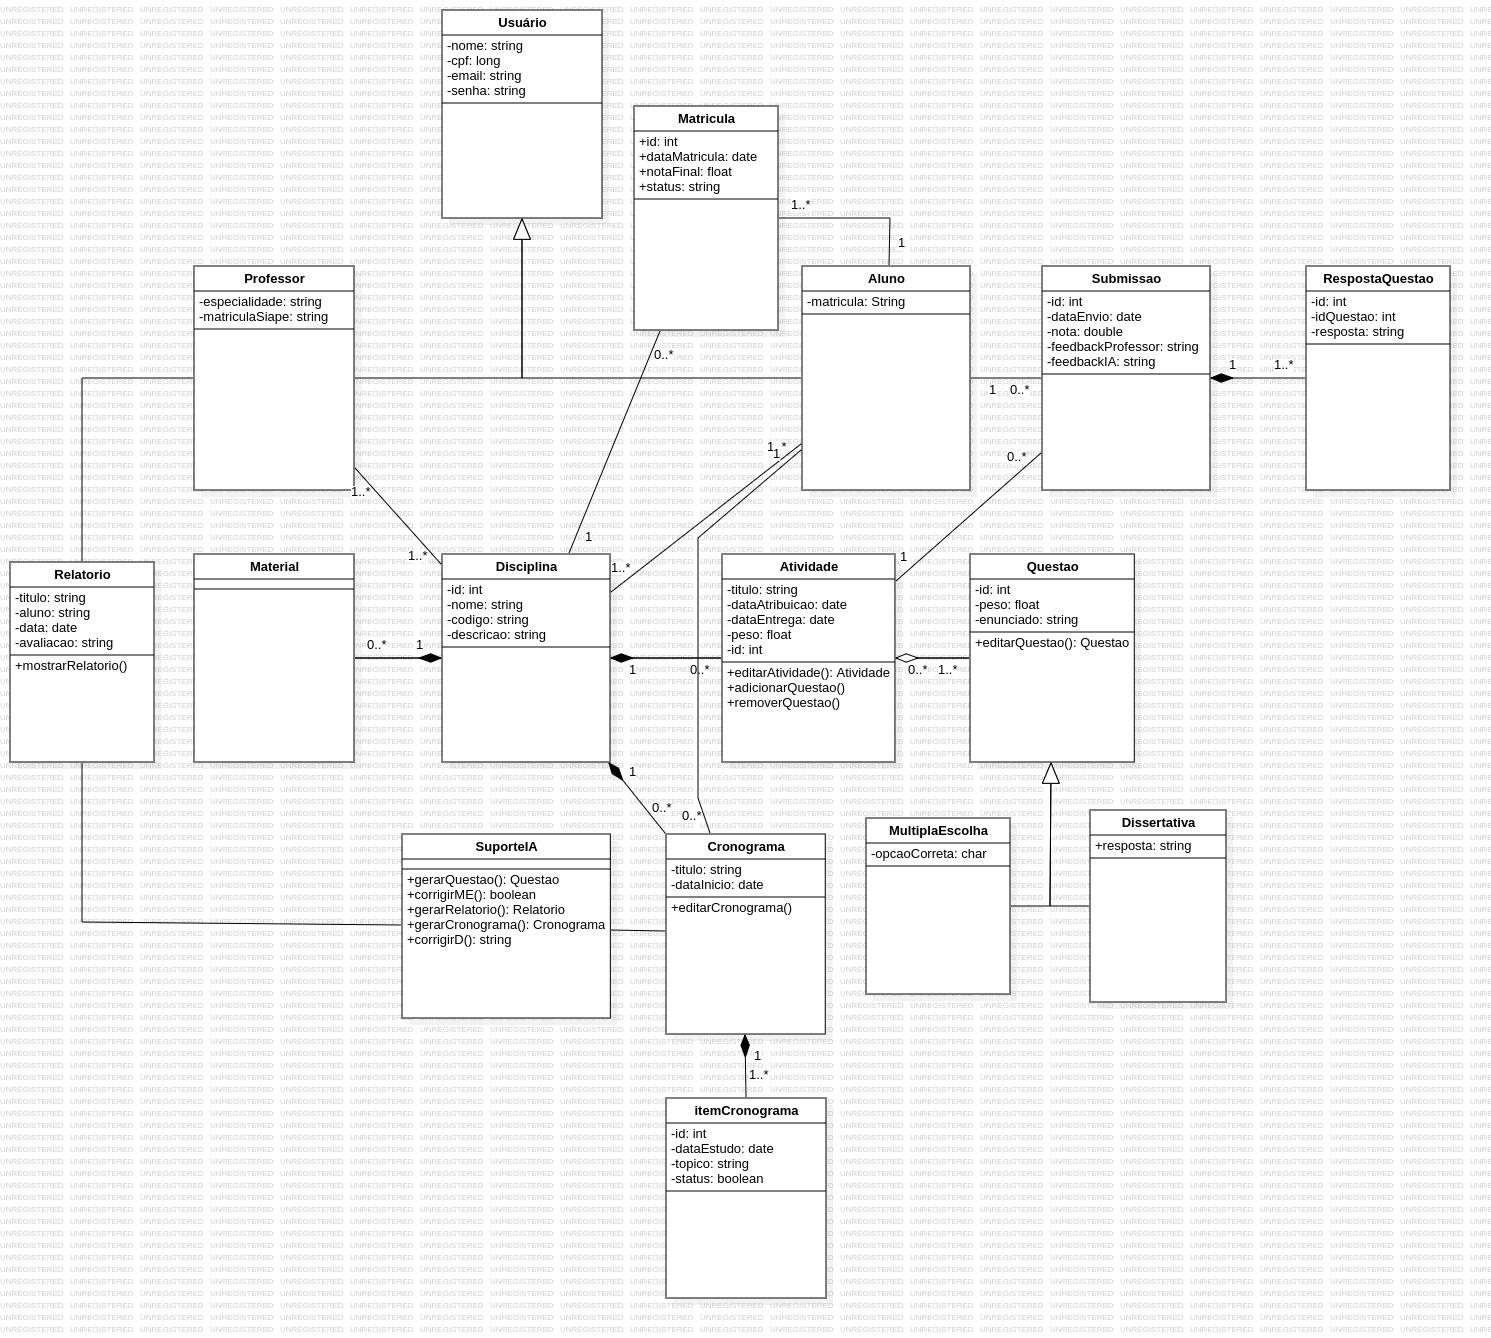 Usuário
-nome: string
-cpf: long
-email: string
-senha: string
Matricula
+id: int
+dataMatricula: date
+notaFinal: float
+status: string
1..*
1
Professor
-especialidade: string
-matriculaSiape: string
Aluno
-matricula: String
Submissao
-id: int
-dataEnvio: date
-nota: double
-feedbackProfessor: string
-feedbackIA: string
RespostaQuestao
-id: int
-idQuestao: int
-resposta: string
0..*
1
1..*
1
0..*
1..*
1
0..*
1..*
1..*
1
1..*
1
Relatorio
-titulo: string
-aluno: string
-data: date
-avaliacao: string
+mostrarRelatorio()
Material
0..*
1
Disciplina
-id: int
-nome: string
-codigo: string
-descricao: string
1
0..*
Atividade
-titulo: string
-dataAtribuicao: date
-dataEntrega: date
-peso: float
-id: int
+editarAtividade(): Atividade
+adicionarQuestao()
+removerQuestao()
0..*
1..*
Questao
-id: int
-peso: float
-enunciado: string
+editarQuestao(): Questao
1
0..*
0..*
SuporteIA
+gerarQuestao(): Questao
+corrigirME(): boolean
+gerarRelatorio(): Relatorio
+gerarCronograma(): Cronograma
+corrigirD(): string
Cronograma
-titulo: string
-dataInicio: date
+editarCronograma()
MultiplaEscolha
-opcaoCorreta: char
Dissertativa
+resposta: string
1
1..*
itemCronograma
-id: int
-dataEstudo: date
-topico: string
-status: boolean
UNREGISTERED